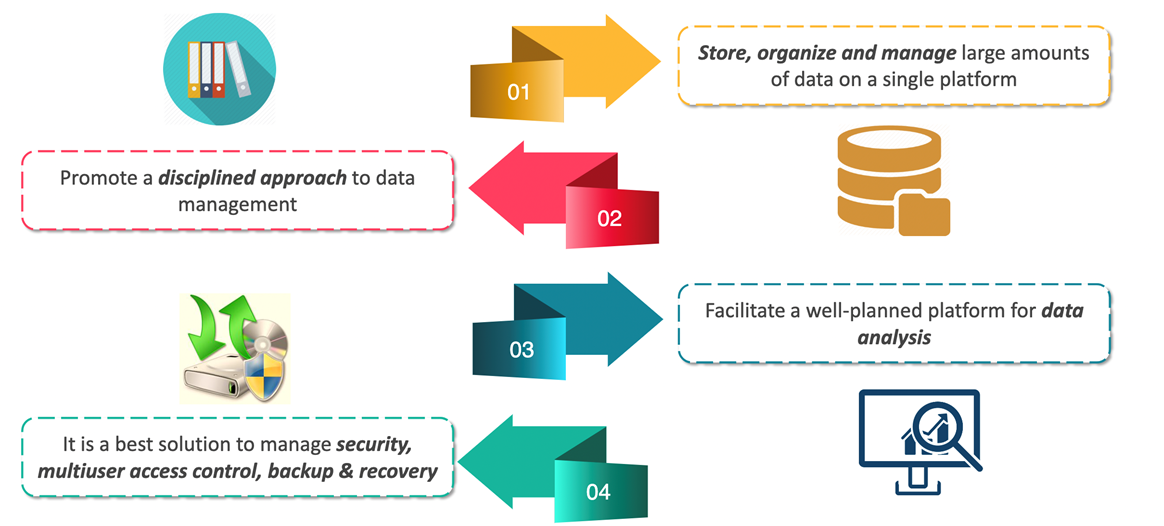 01
Store, organize and manage large amounts
of data on a single platform
Promote a disciplined approach to data
management
02
03
Facilitate a well-planned platform for data
analysis
It is a best solution to manage security,
multiuser access control, backup & recovery
04